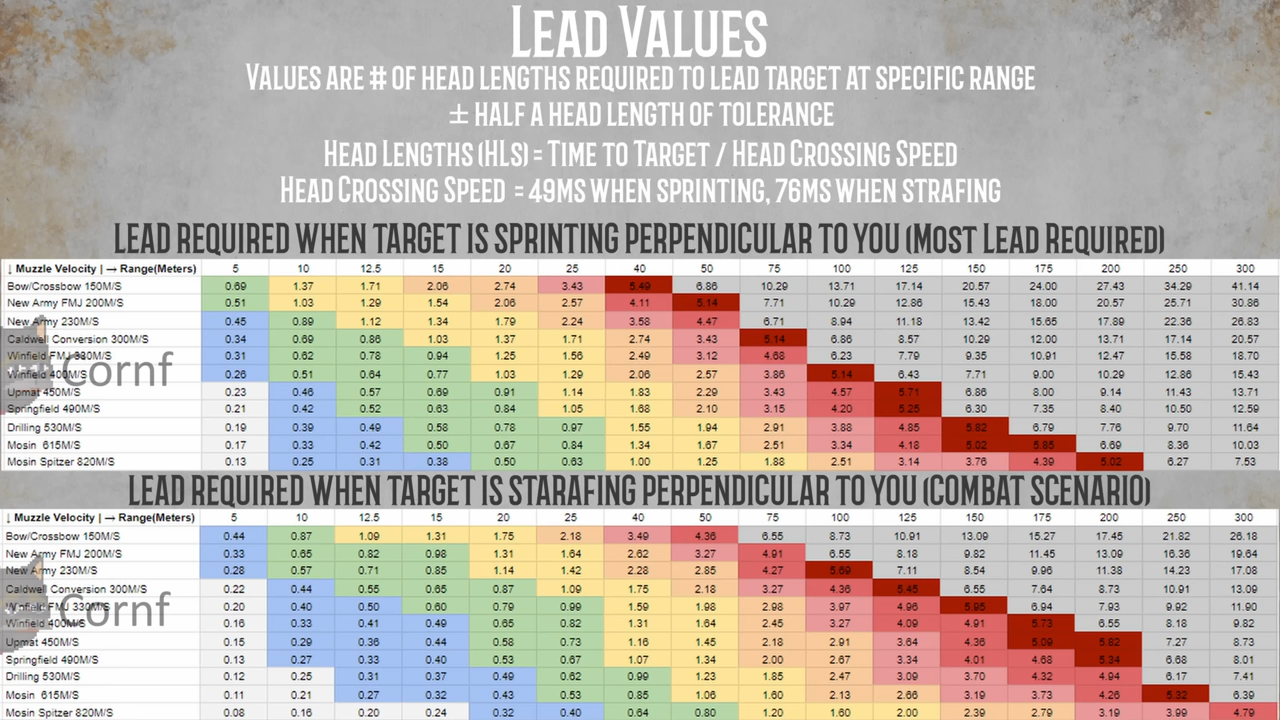 LEAD VALUES
VALUES ARE # OF HEAD LENGTHS REQUIRED TO LEAD TARGET AT SPECIFIC RANGE
± HALF A HEAD LENGTH OF TOLERANCE
HEAD LENGTHS (HLS) = TIME TO TARGET / HEAD CROSSING SPEED
HEAD CROSSING SPEED = 49MS WHEN SPRINTING, 76MS WHEN STRAFING
LEAD REQUIRED WHEN TARGET IS SPRINTING PERPENDICULAR TO YOU (MOST LEAD REQUIRED)
↓ Muzzle Velocity | → Range(Meters) 5 10 12.5 15 20 25 40 50 75 100 125 150 175 200 250 300
Bow/Crossbow 150M/S 0.69 1.37 1.71 2.06 2.74 3.43 5.49 6.86 10.29 13.71 17.14 20.57 24.00 27.43 34.29 41.14
New Army FMJ 200M/S 0.51 1.03 1.29 1.54 2.06 2.57 4.11 5.14 7.71 10.29 12.86 15.43 18.00 20.57 25.71 30.86
New Army 230M/S 0.45 0.89 1.12 1.34 1.79 2.24 3.58 4.47 6.71 8.94 11.18 13.42 15.65 17.89 22.36 26.83
Caldwell Conversion 300M/S 0.34 0.69 0.86 1.03 1.37 1.71 2.74 3.43 5.14 6.86 8.57 10.29 12.00 13.71 17.14 20.57
Winfield FMJ 330M/S 0.31 0.62 0.78 0.94 1.25 1.56 2.49 3.12 4.68 6.23 7.79 9.35 10.91 12.47 15.58 18.70
Winfield 400M/S 0.26 0.51 0.64 0.77 1.03 1.29 2.06 2.57 3.86 5.14 6.43 7.71 9.00 10.29 12.86 15.43
Cornf
Upmat 450M/S 0.23 0.46 0.57 0.69 0.91 1.14 1.83 2.29 3.43 4.57 5.71 6.86 8.00 9.14 11.43 13.71
Springfield 490M/S 0.21 0.42 0.52 0.63 0.84 1.05 1.68 2.10 3.15 4.20 5.25 6.30 7.35 8.40 10.50 12.59
Drilling 530M/S 0.19 0.39 0.49 0.58 0.78 0.97 1.55 1.94 2.91 3.88 4.85 5.82 6.79 7.76 9.70 11.64
Mosin 615M/S 0.17 0.33 0.42 0.50 0.67 0.84 1.34 1.67 2.51 3.34 4.18 5.02 5.85 6.69 8.36 10.03
Mosin Spitzer 820M/S 0.13 0.25 0.31 0.38 0.50 0.63 1.00 1.25 1.88 2.51 3.14 3.76 4.39 5.02 6.27 7.53
LEAD REQUIRED WHEN TARGET IS STARAFING PERPENDICULAR TO YOU (COMBAT SCENARIO)
↓ Muzzle Velocity | → Range(Meters) 5 10 12.5 15 20 25 40 50 75 100 125 150 175 200 250 300
Bow/Crossbow 150M/S 0.44 0.87 1.09 1.31 1.75 2.18 3.49 4.36 6.55 8.73 10.91 13.09 15.27 17.45 21.82 26.18
New Army FMJ 200M/S 0.33 0.65 0.82 0.98 1.31 1.64 2.62 3.27 4.91 6.55 8.18 9.82 11.45 13.09 16.36 19.64
New Army 230M/S 0.28 0.57 0.71 0.85 1.14 1.42 2.28 2.85 4.27 5.69 7.11 8.54 9.96 11.38 14.23 17.08
Caldwell Conversion 300M/S 0.22 0.44 0.55 0.65 0.87 1.09 1.75 2.18 3.27 4.36 5.45 6.55 7.64 8.73 10.91 13.09
Winfield FMJ 330M/S 0.20 0.40 0.50 0.60 0.79 0.99 1.59 1.98 2.98 3.97 4.96 5.95 6.94 7.93 9.92 11.90
Cornf
Winfield 400M/S 0.16 0.33 0.41 0.49 0.65 0.82 1.31 1.64 2.45 3.27 4.09 4.91 5.73 6.55 8.18 9.82
Upmat 450M/S 0.15 0.29 0.36 0.44 0.58 0.73 1.16 1.45 2.18 2.91 3.64 4.36 5.09 5.82 7.27 8.73
Springfield 490M/S 0.13 0.27 0.33 0.40 0.53 0.67 1.07 1.34 2.00 2.67 3.34 4.01 4.68 5.34 6.68 8.01
Drilling 530M/S 0.12 0.25 0.31 0.37 0.49 0.62 0.99 1.23 1.85 2.47 3.09 3.70 4.32 4.94 6.17 7.41
Mosin 615M/S 0.11 0.21 0.27 0.32 0.43 0.53 0.85 1.06 1.60 2.13 2.66 3.19 3.73 4.26 5.32 6.39
Mosin Spitzer 820M/S 0.08 0.16 0.20 0.24 0.32 0.40 0.64 0.80 1.20 1.60 2.00 2.39 2.79 3.19 3.99 4.79